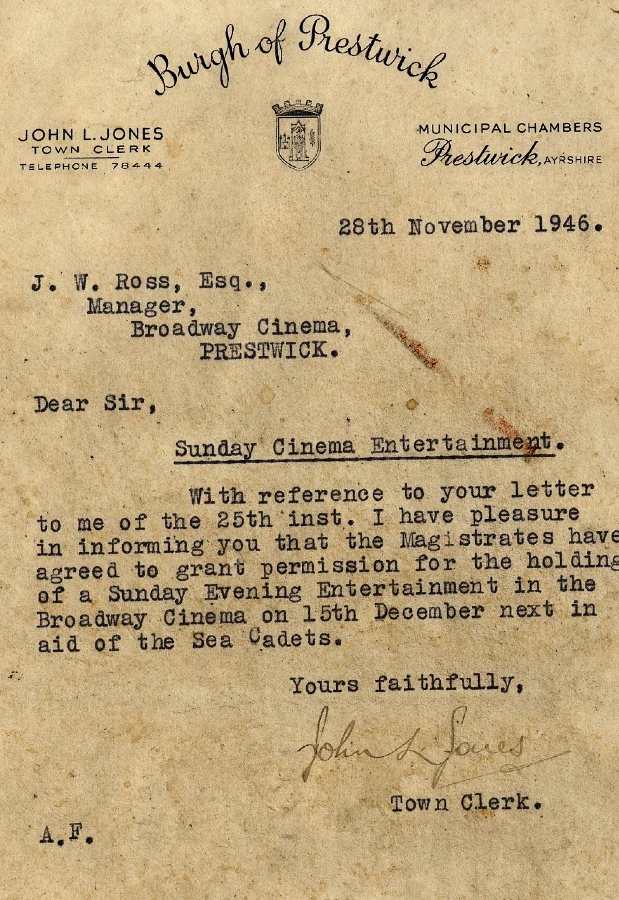 Burgh of Prestwick
JOHN L. JONES
TOWN CLERK
TELEPHONE 78444
MUNICIPAL CHAMBERS
Prestwick, AYRSHIRE
28th November 1946.
J. W. Ross, Esq.,
Manager,
Broadway Cinema,
PRESTWICK.
Dear Sir,
Sunday Cinema Entertainment.
With reference to your letter
to me of the 25th inst. I have pleasure
in informing you that the Magistrates have
agreed to grant permission for the holding
of a Sunday Evening Entertainment in the
Broadway Cinema on 15th December next in
aid of the Sea Cadets.
Yours faithfully,
John L Jones
Town Clerk.
A.F.